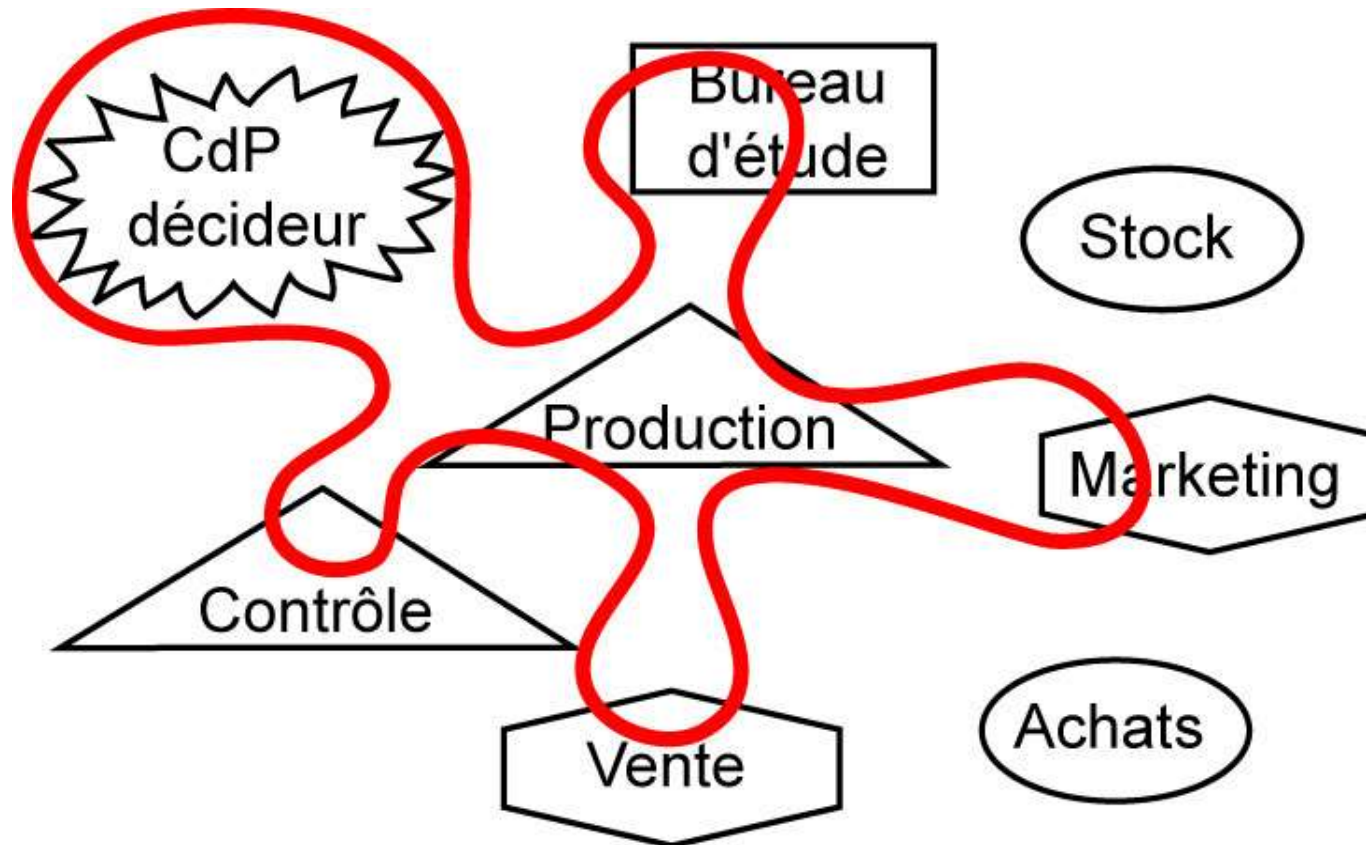 CdP
décideur
Bureau
d'étude
Stock
Production
Marketing
Contrôle
Vente
Achats